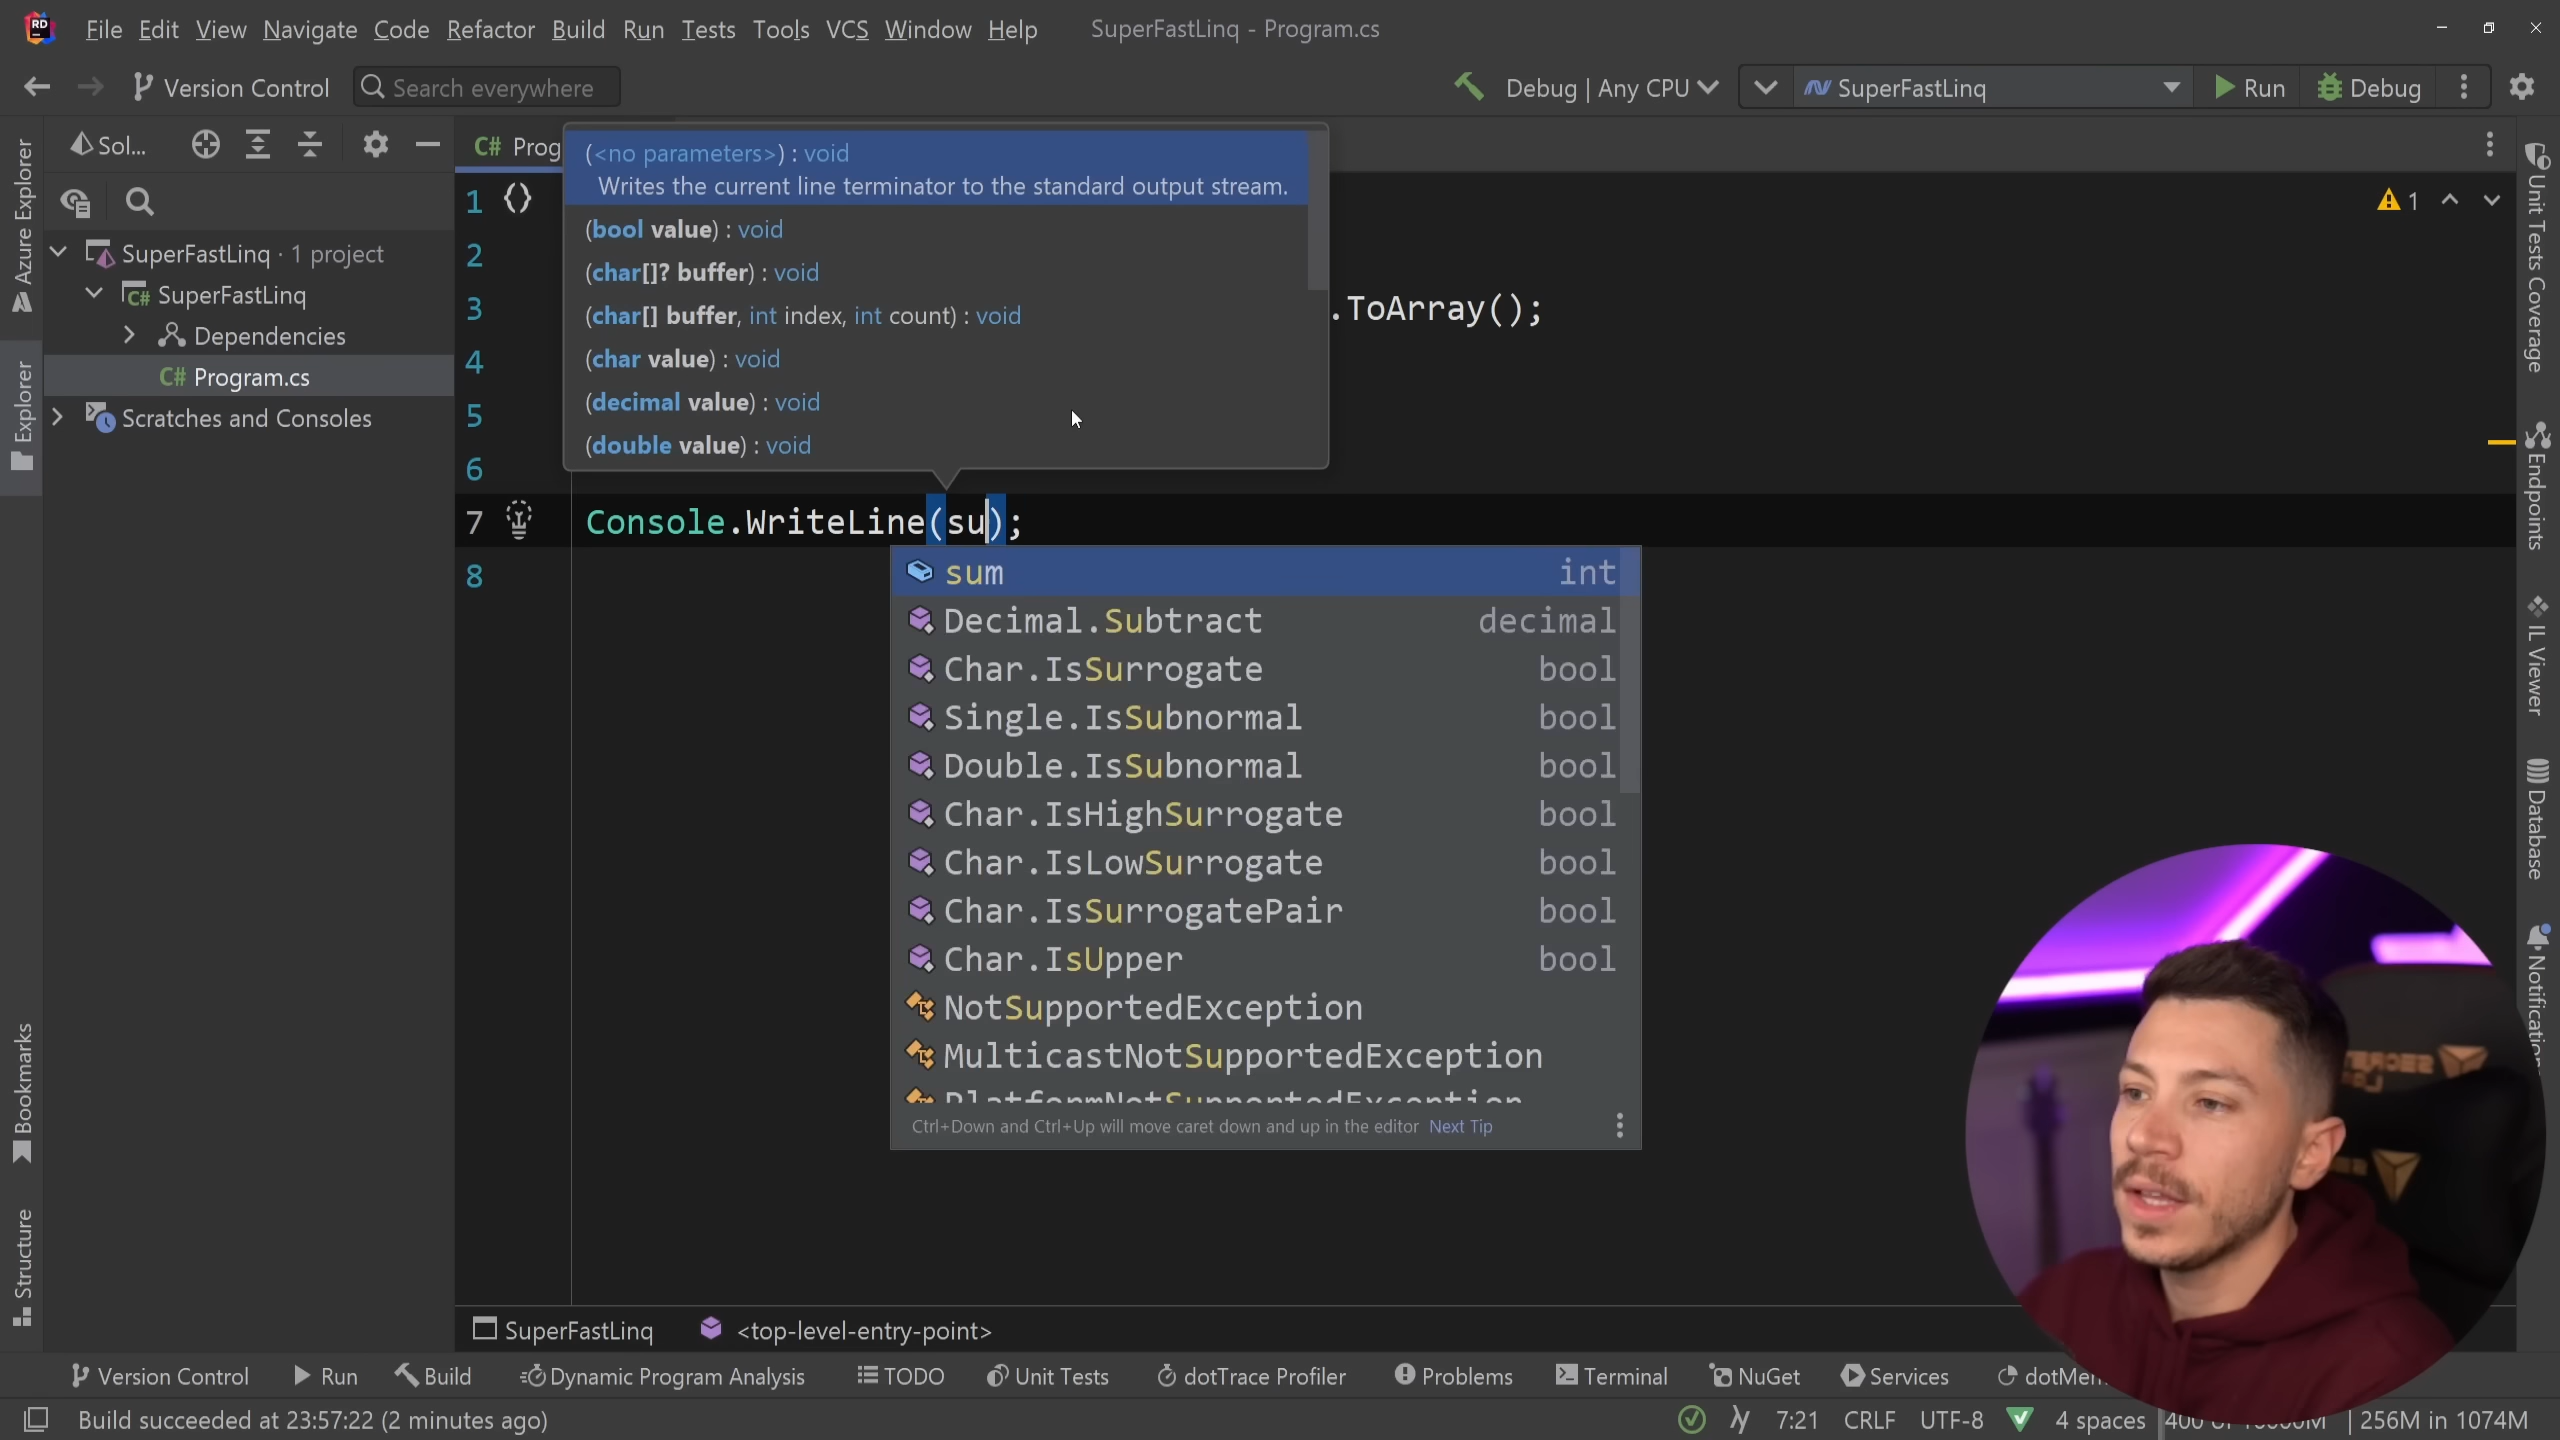 File Edit View Navigate Code Refactor Build Run Tests Tools VCS Window Help SuperFastLinq - Program.cs
Version Control Search everywhere Debug | Any CPU SuperFastLinq Run Debug
Sol... C# Prog
Azure Explorer
Explorer
Bookmarks
Structure
SuperFastLinq · 1 project
C# SuperFastLinq
Dependencies
C# Program.cs
Scratches and Consoles
(<no parameters>) : void
Writes the current line terminator to the standard output stream.
(bool value) : void
(char[]? buffer) : void
(char[] buffer, int index, int count) : void
(char value) : void
(decimal value) : void
(double value) : void
1 {} 1
2
3 .ToArray();
4
5
6
7 Console.WriteLine(su);
8
sum int
Decimal.Subtract decimal
Char.IsSurrogate bool
Single.IsSubnormal bool
Double.IsSubnormal bool
Char.IsHighSurrogate bool
Char.IsLowSurrogate bool
Char.IsSurrogatePair bool
Char.IsUpper bool
NotSupportedException
MulticastNotSupportedException
PlatformNotSupportedException
Ctrl+Down and Ctrl+Up will move caret down and up in the editor Next Tip
Unit Tests Coverage
Endpoints
IL Viewer
Database
Notification
SuperFastLinq <top-level-entry-point>
Version Control Run Build Dynamic Program Analysis TODO Unit Tests dotTrace Profiler Problems Terminal NuGet Services dotMem
Build succeeded at 23:57:22 (2 minutes ago) 7:21 CRLF UTF-8 4 spaces 256M in 1074M